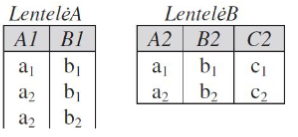 LentelėA LentelėB
A1 B1 A2 B2 C2
a₁ b₁ a₁ b₁ c₁
a₂ b₁ a₂ b₂ c₂
a₂ b₂